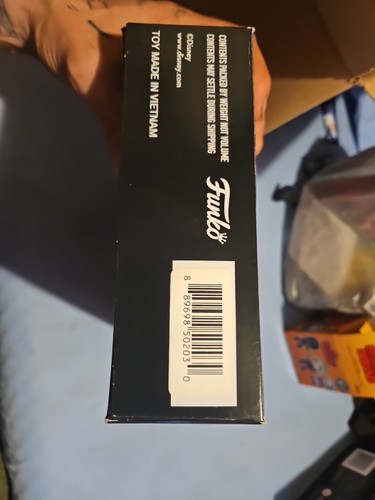 CONTENTS PACKED BY WEIGHT NOT VOLUME
CONTENTS MAY SETTLE DURING SHIPPING
©Disney
www.disney.com
TOY MADE IN VIETNAM
Funko
8 89698 50203 0